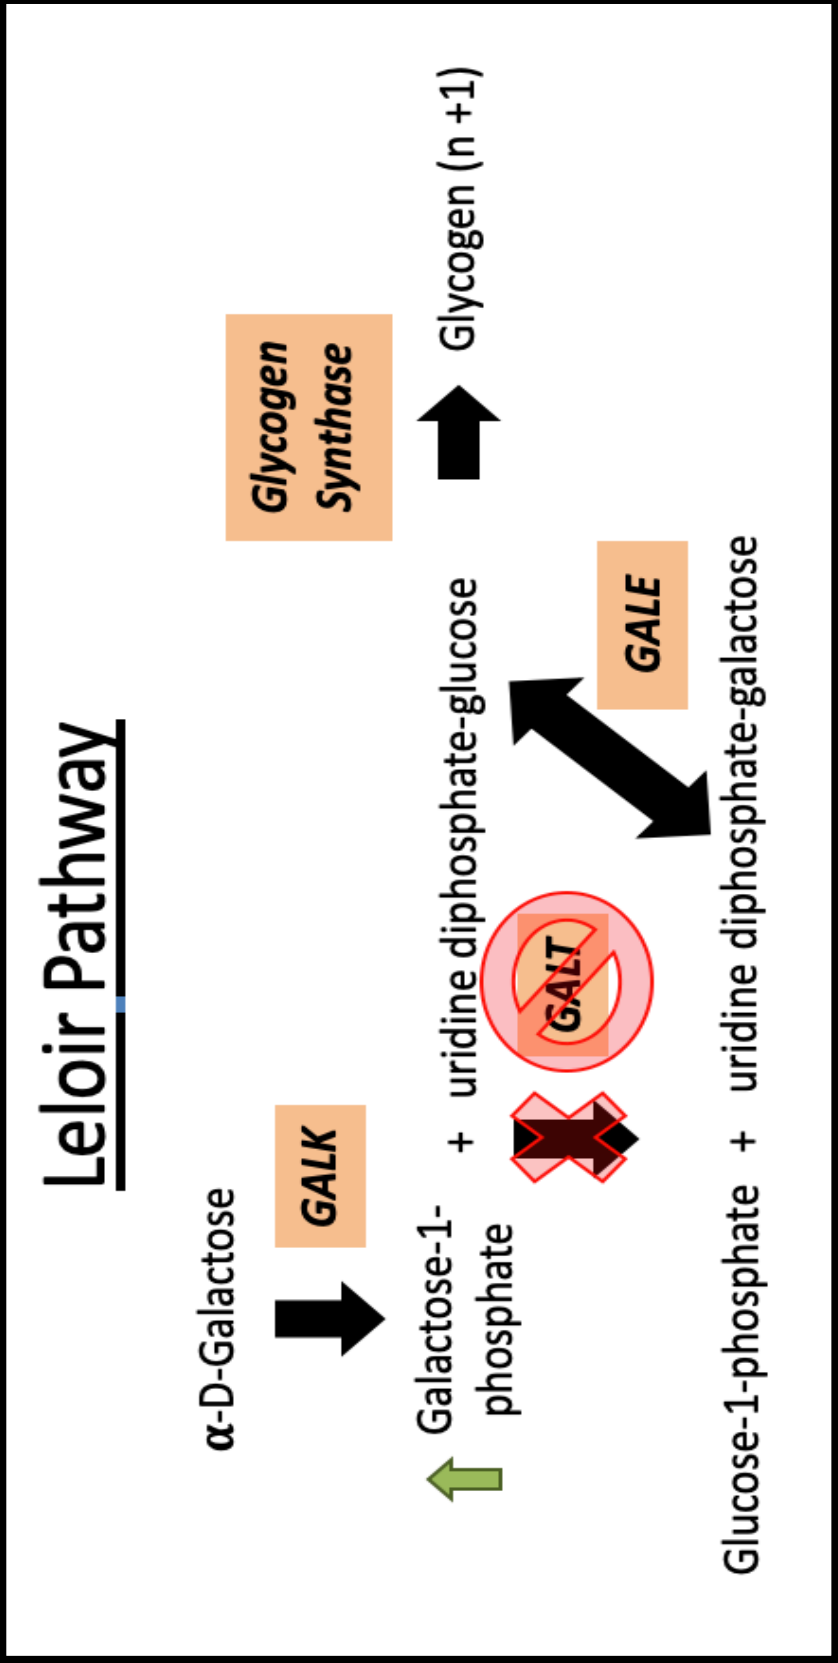 Leloir Pathway
α-D-Galactose
GALK
Glycogen
Synthase
Galactose-1-
phosphate
+ uridine diphosphate-glucose
Glycogen (n +1)
GALT
GALE
Glucose-1-phosphate + uridine diphosphate-galactose